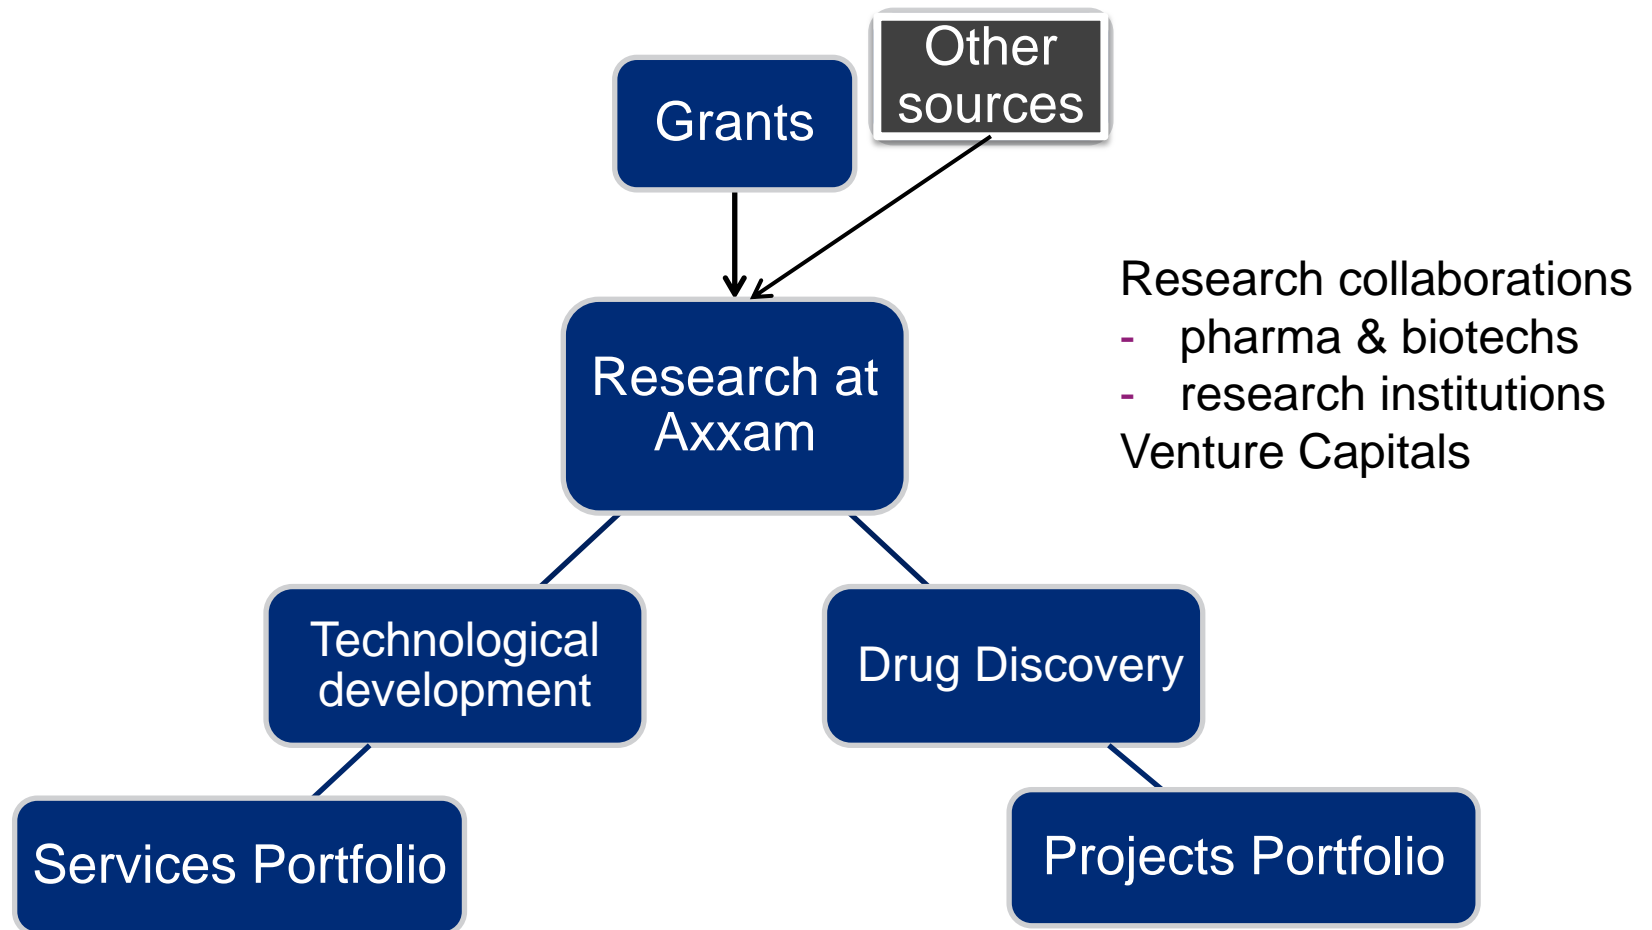 Other
sources
Grants
Research at
Axxam
Research collaborations
- pharma & biotechs
- research institutions
Venture Capitals
Technological
development
Drug Discovery
Services Portfolio
Projects Portfolio